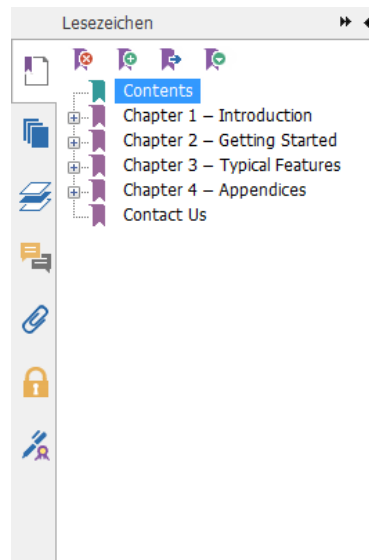 Lesezeichen
Contents
Chapter 1 – Introduction
Chapter 2 – Getting Started
Chapter 3 – Typical Features
Chapter 4 – Appendices
Contact Us